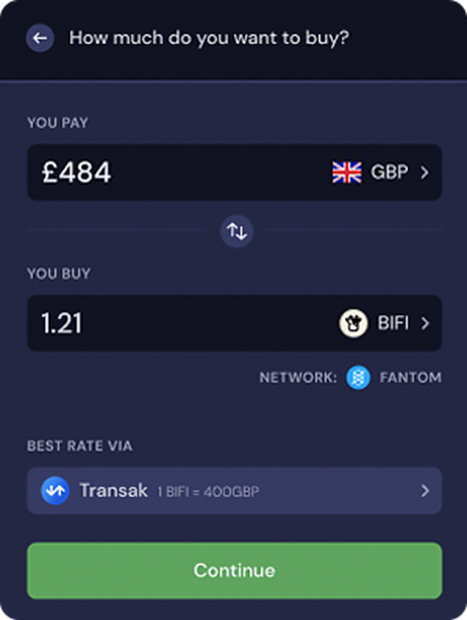 How much do you want to buy?
YOU PAY
£484 GBP
YOU BUY
1.21 BIFI
NETWORK: FANTOM
BEST RATE VIA
Transak 1 BIFI = 400GBP
Continue